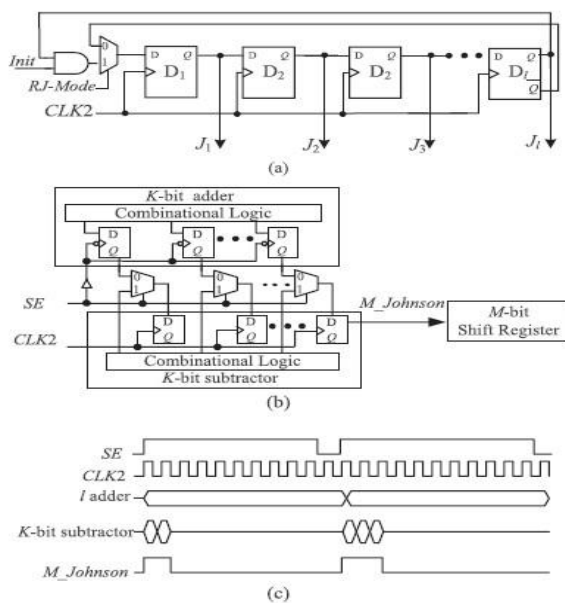 0
Init
1
RJ-Mode
CLK2
D Q
D1
D Q
D2
D Q
D2
D Q
Dl
Q
J1 J2 J3 Jl
(a)
K-bit adder
Combinational Logic
D D D
Q Q Q
0 0 0
1 1 1
SE
D D D
Q Q Q
CLK2
M_Johnson
M-bit
Shift Register
Combinational Logic
K-bit subtractor
(b)
SE
CLK2
l adder
K-bit subtractor
M_Johnson
(c)